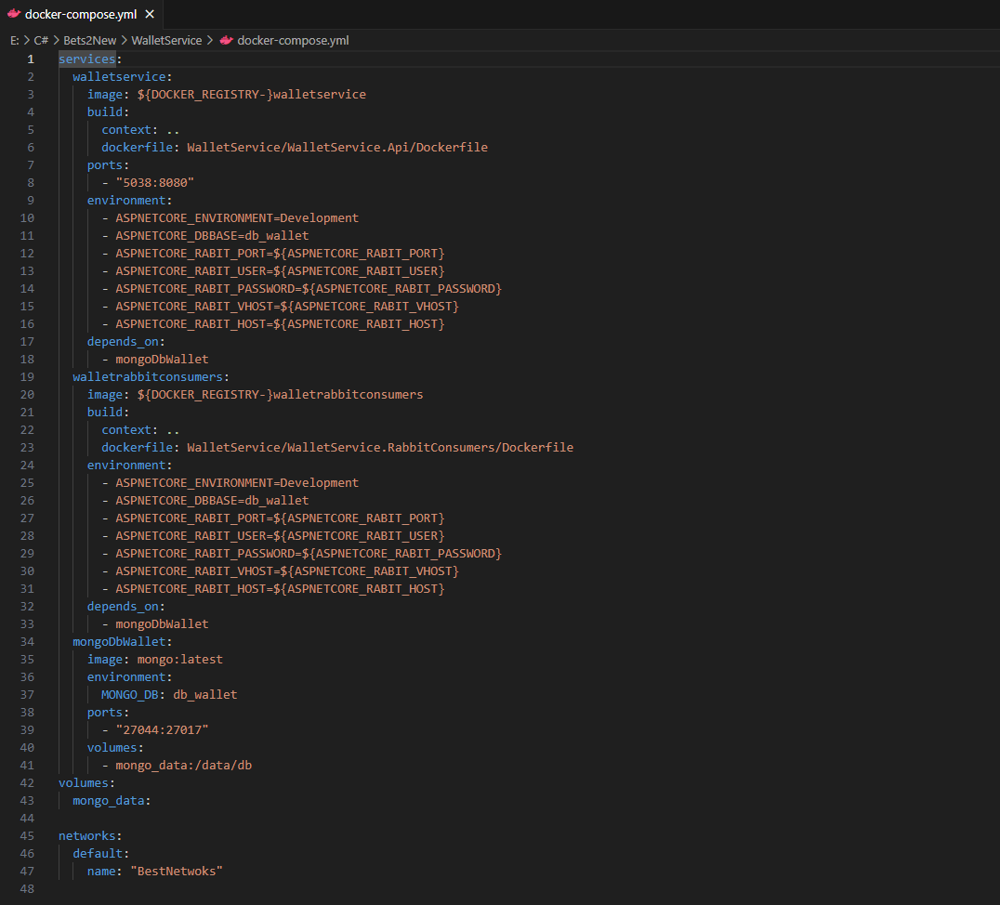 docker-compose.yml ×
E: > C# > Bets2New > WalletService > docker-compose.yml
1 services:
2 walletservice:
3 image: ${DOCKER_REGISTRY-}walletservice
4 build:
5 context: ..
6 dockerfile: WalletService/WalletService.Api/Dockerfile
7 ports:
8 - "5038:8080"
9 environment:
10 - ASPNETCORE_ENVIRONMENT=Development
11 - ASPNETCORE_DBBASE=db_wallet
12 - ASPNETCORE_RABIT_PORT=${ASPNETCORE_RABIT_PORT}
13 - ASPNETCORE_RABIT_USER=${ASPNETCORE_RABIT_USER}
14 - ASPNETCORE_RABIT_PASSWORD=${ASPNETCORE_RABIT_PASSWORD}
15 - ASPNETCORE_RABIT_VHOST=${ASPNETCORE_RABIT_VHOST}
16 - ASPNETCORE_RABIT_HOST=${ASPNETCORE_RABIT_HOST}
17 depends_on:
18 - mongoDbWallet
19 walletrabbitconsumers:
20 image: ${DOCKER_REGISTRY-}walletrabbitconsumers
21 build:
22 context: ..
23 dockerfile: WalletService/WalletService.RabbitConsumers/Dockerfile
24 environment:
25 - ASPNETCORE_ENVIRONMENT=Development
26 - ASPNETCORE_DBBASE=db_wallet
27 - ASPNETCORE_RABIT_PORT=${ASPNETCORE_RABIT_PORT}
28 - ASPNETCORE_RABIT_USER=${ASPNETCORE_RABIT_USER}
29 - ASPNETCORE_RABIT_PASSWORD=${ASPNETCORE_RABIT_PASSWORD}
30 - ASPNETCORE_RABIT_VHOST=${ASPNETCORE_RABIT_VHOST}
31 - ASPNETCORE_RABIT_HOST=${ASPNETCORE_RABIT_HOST}
32 depends_on:
33 - mongoDbWallet
34 mongoDbWallet:
35 image: mongo:latest
36 environment:
37 MONGO_DB: db_wallet
38 ports:
39 - "27044:27017"
40 volumes:
41 - mongo_data:/data/db
42 volumes:
43 mongo_data:
44
45 networks:
46 default:
47 name: "BestNetwoks"
48